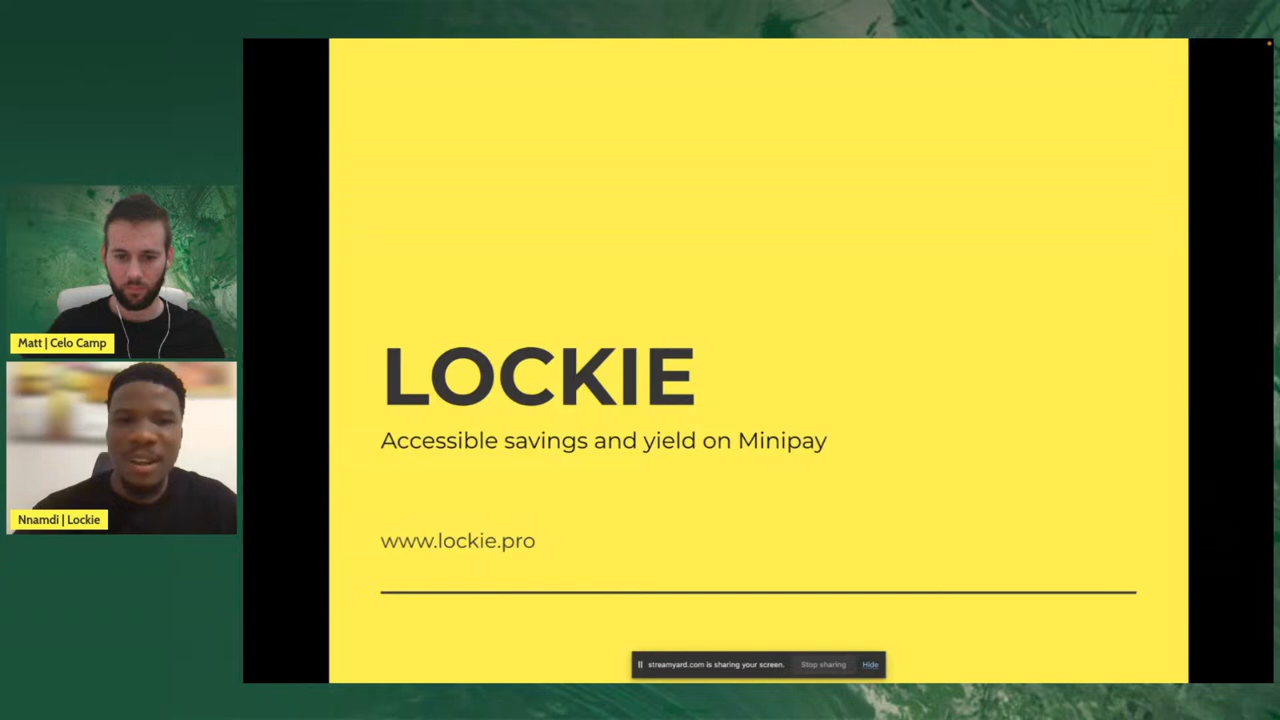 Matt | Celo Camp
Nnamdi | Lockie
LOCKIE
Accessible savings and yield on Minipay
www.lockie.pro
streamyard.com is sharing your screen.
Stop sharing
Hide